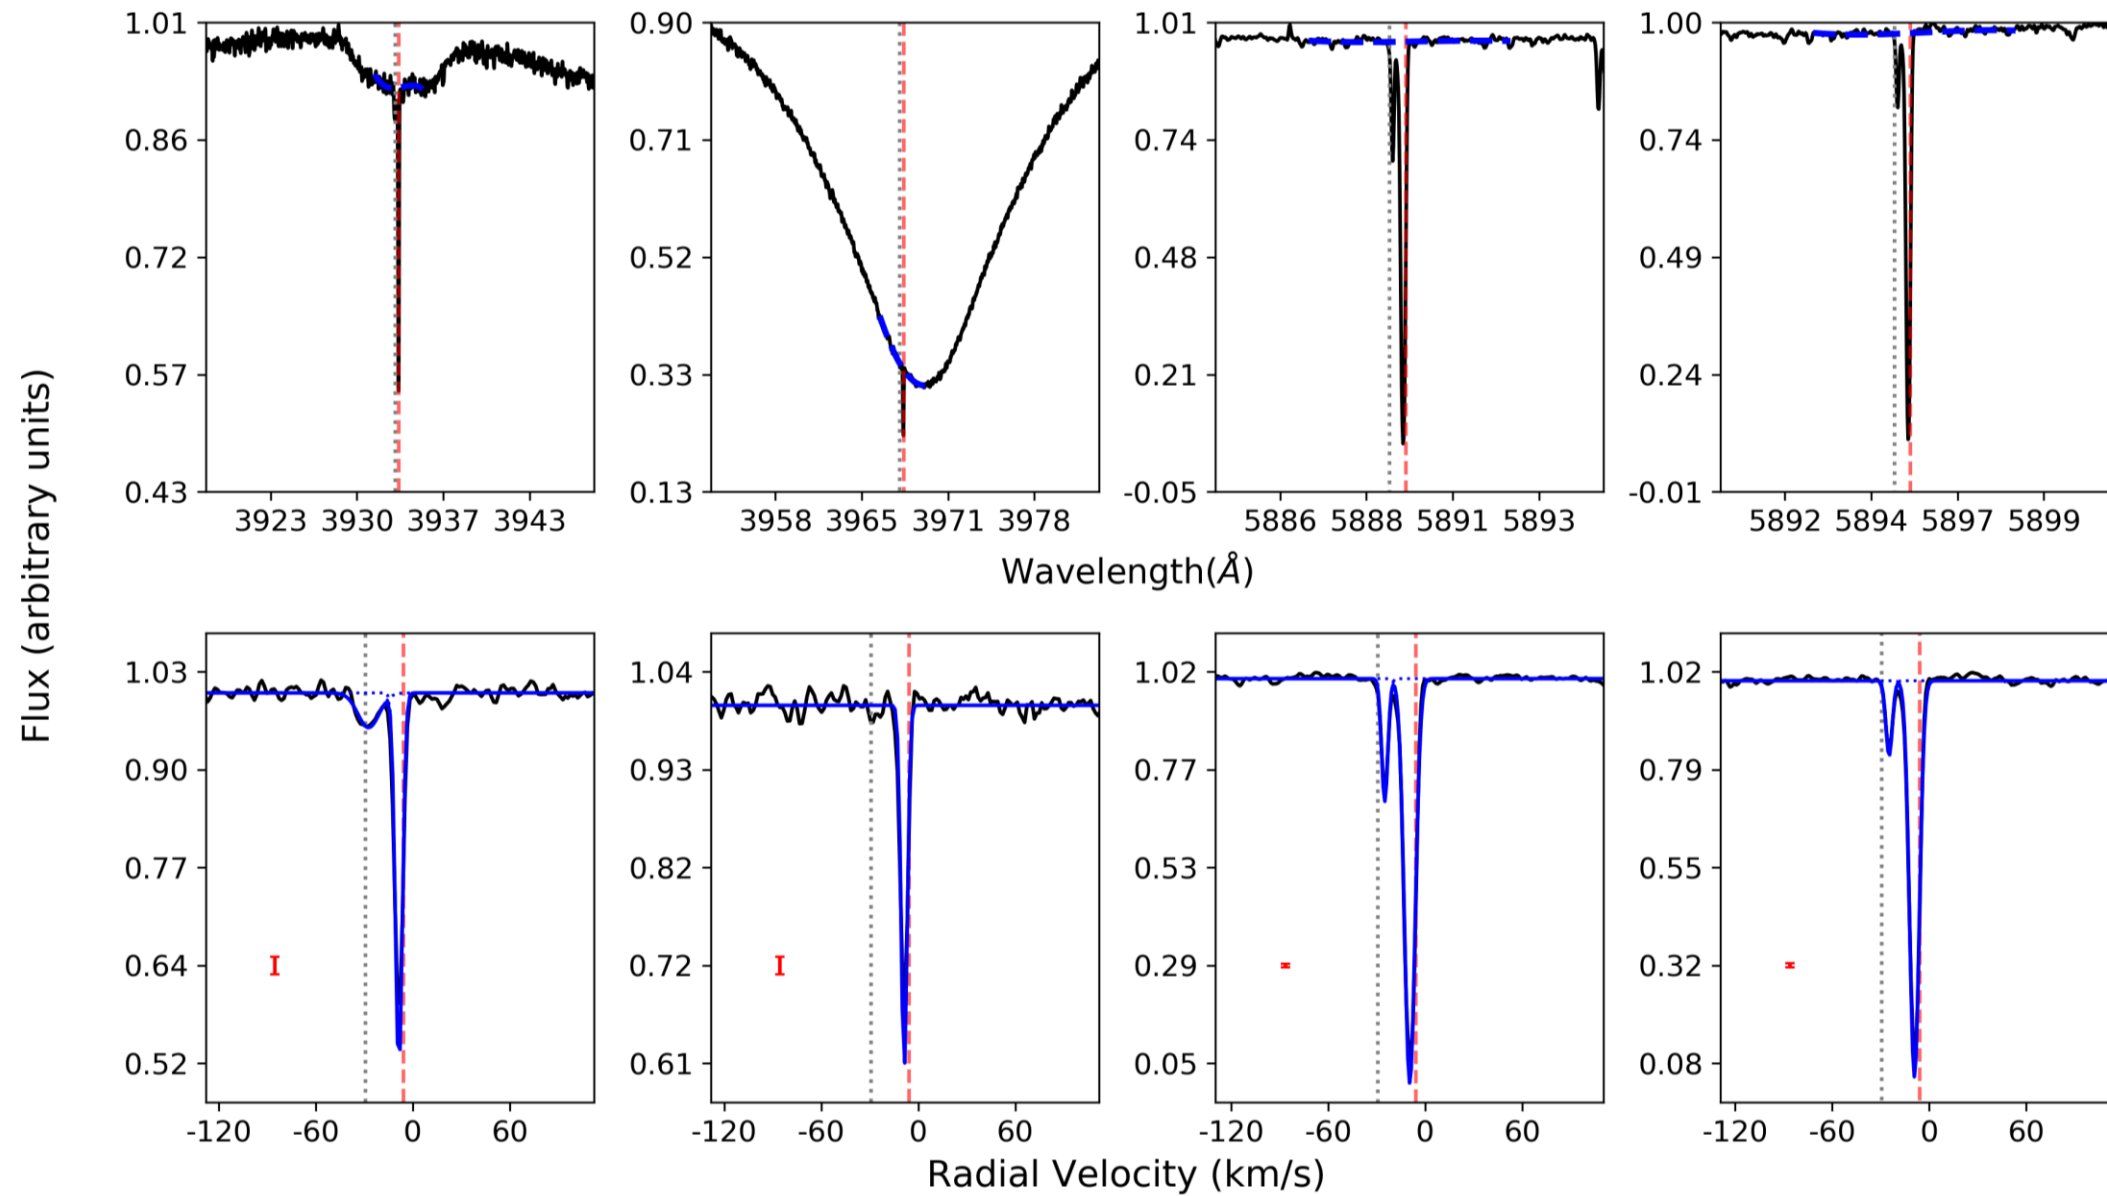 1.01 0.90 1.01 1.00
0.86 0.71 0.74 0.74
0.72 0.52 0.48 0.49
0.57 0.33 0.21 0.24
0.43 0.13 -0.05 -0.01
3923 3930 3937 3943 3958 3965 3971 3978 5886 5888 5891 5893 5892 5894 5897 5899
Wavelength(Å)
Flux (arbitrary units)
1.03 1.04 1.02 1.02
0.90 0.93 0.77 0.79
0.77 0.82 0.53 0.55
0.64 0.72 0.29 0.32
0.52 0.61 0.05 0.08
-120 -60 0 60 -120 -60 0 60 -120 -60 0 60 -120 -60 0 60
Radial Velocity (km/s)